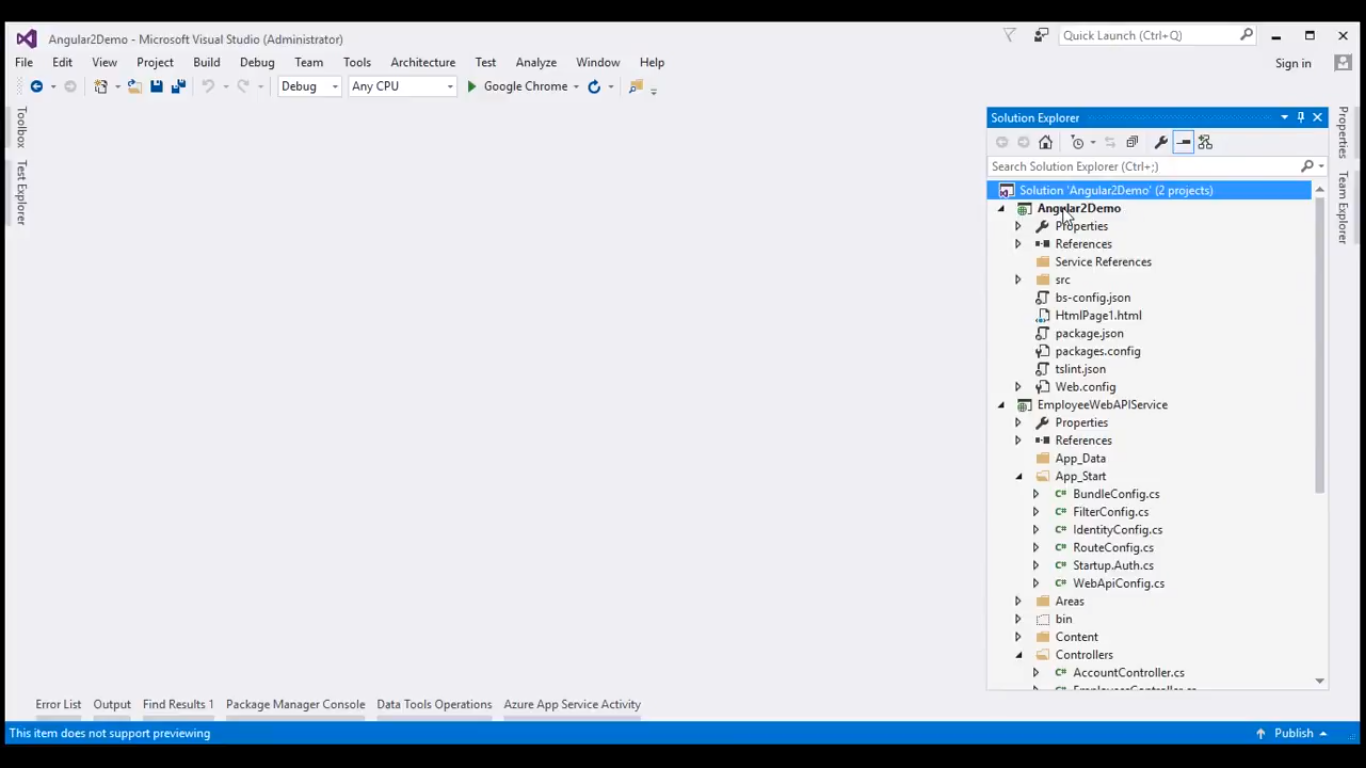 Angular2Demo - Microsoft Visual Studio (Administrator)
Quick Launch (Ctrl+Q)
File Edit View Project Build Debug Team Tools Architecture Test Analyze Window Help
Sign in
Debug Any CPU Google Chrome
Toolbox
Test Explorer
Solution Explorer
Search Solution Explorer (Ctrl+;)
Solution 'Angular2Demo' (2 projects)
Angular2Demo
Properties
References
Service References
src
bs-config.json
HtmlPage1.html
package.json
packages.config
tslint.json
Web.config
EmployeeWebAPIService
Properties
References
App_Data
App_Start
C# BundleConfig.cs
C# FilterConfig.cs
C# IdentityConfig.cs
C# RouteConfig.cs
C# Startup.Auth.cs
C# WebApiConfig.cs
Areas
bin
Content
Controllers
C# AccountController.cs
C# EmployeesController.cs
Properties
Team Explorer
Error List Output Find Results 1 Package Manager Console Data Tools Operations Azure App Service Activity
This item does not support previewing
Publish